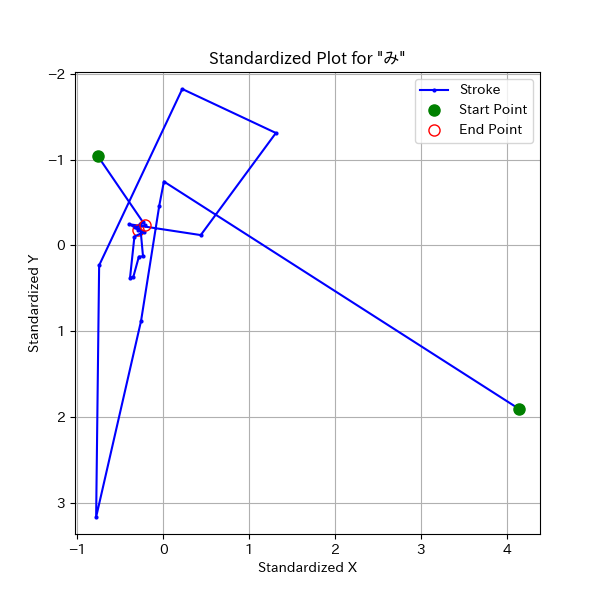 Standardized Plot for "み"
Stroke
Start Point
End Point
−2
−1
0
1
2
3
Standardized Y
−1
0
1
2
3
4
Standardized X